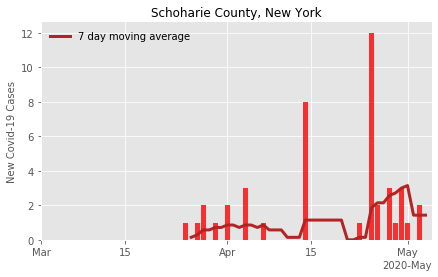 Schoharie County, New York
7 day moving average
New Covid-19 Cases
12
10
8
6
4
2
0
Mar 15 Apr 15 May
2020-May